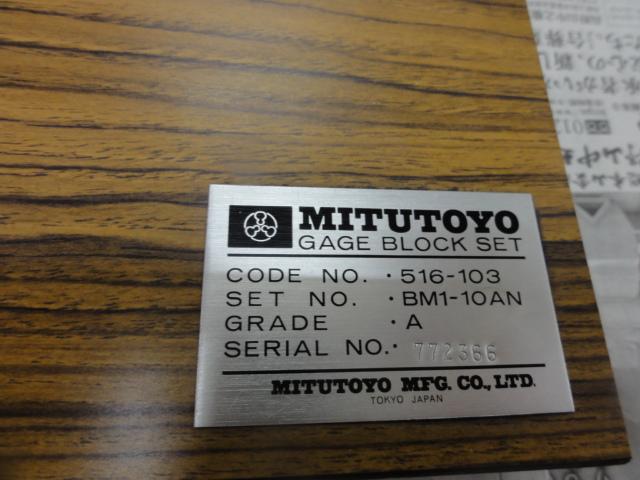 MITUTOYO
GAGE BLOCK SET
CODE NO. · 516-103
SET NO. · BM1-10AN
GRADE · A
SERIAL NO. · 772366
MITUTOYO MFG. CO., LTD.
TOKYO JAPAN